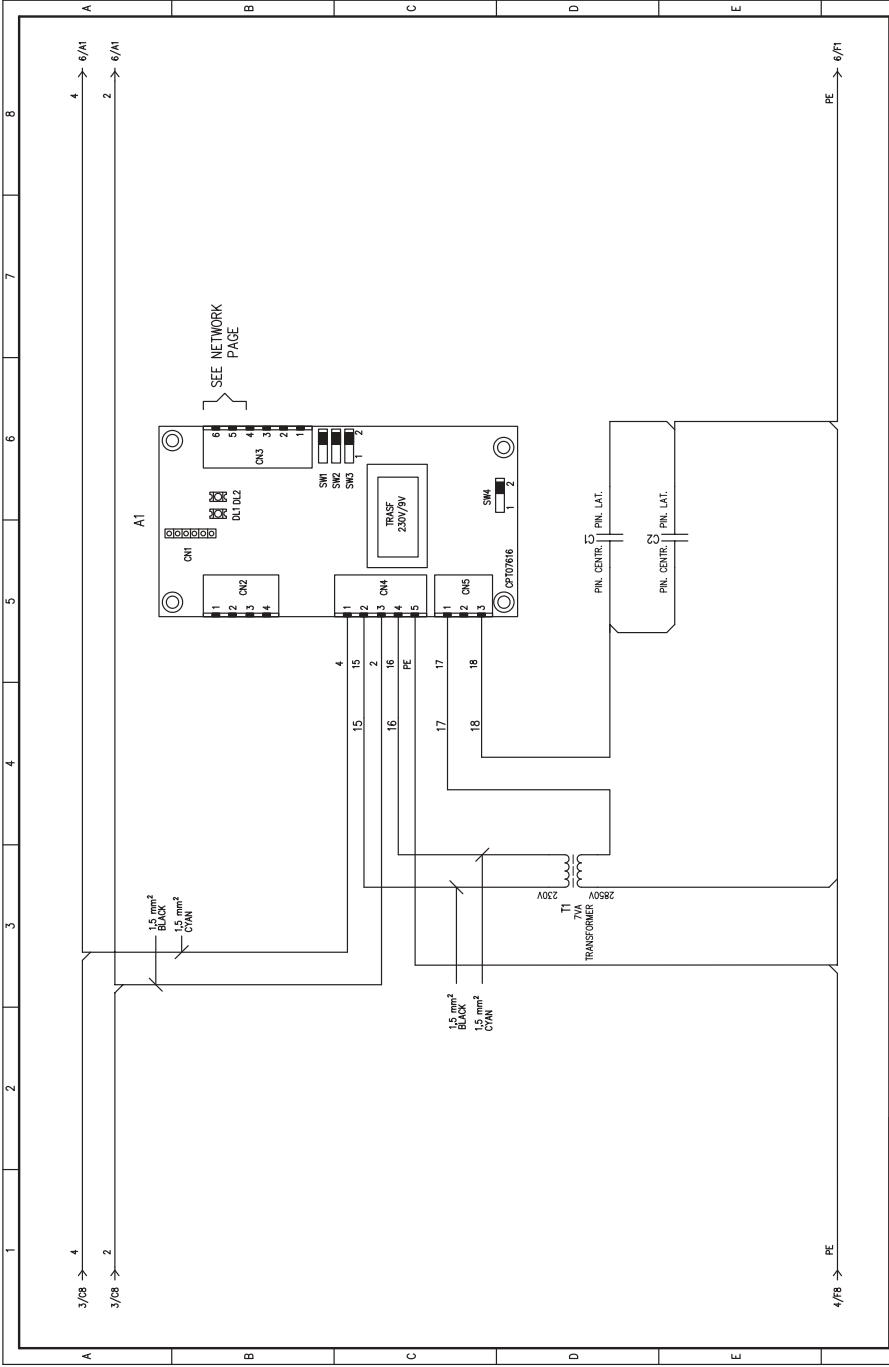 1
2
3
4
5
6
7
8
A
B
C
D
E
A
B
C
D
E
3/C8
4
4
6/A1
3/C8
2
2
6/A1
1,5 mm²
BLACK
1,5 mm²
CYAN
A1
CN1
DL1 DL2
CN2
1
2
3
4
CN3
6
5
4
3
2
1
SEE NETWORK
PAGE
SW1
SW2
SW3
1
2
TRASF
230V/9V
CN4
1
2
3
4
5
CN5
1
2
3
SW4
1
2
CPT07616
4
15
2
16
PE
17
18
15
16
17
18
1,5 mm²
BLACK
1,5 mm²
CYAN
230V
2850V
T1
7VA
TRANSFORMER
PIN. CENTR.
C1
PIN. LAT.
PIN. CENTR.
C2
PIN. LAT.
4/F8
PE
PE
6/F1